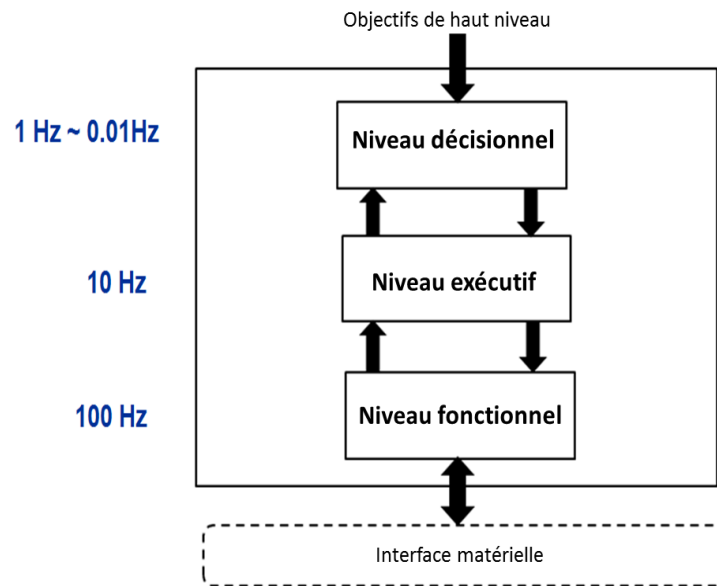 Objectifs de haut niveau
1 Hz ~ 0.01Hz
Niveau décisionnel
10 Hz
Niveau exécutif
100 Hz
Niveau fonctionnel
Interface matérielle